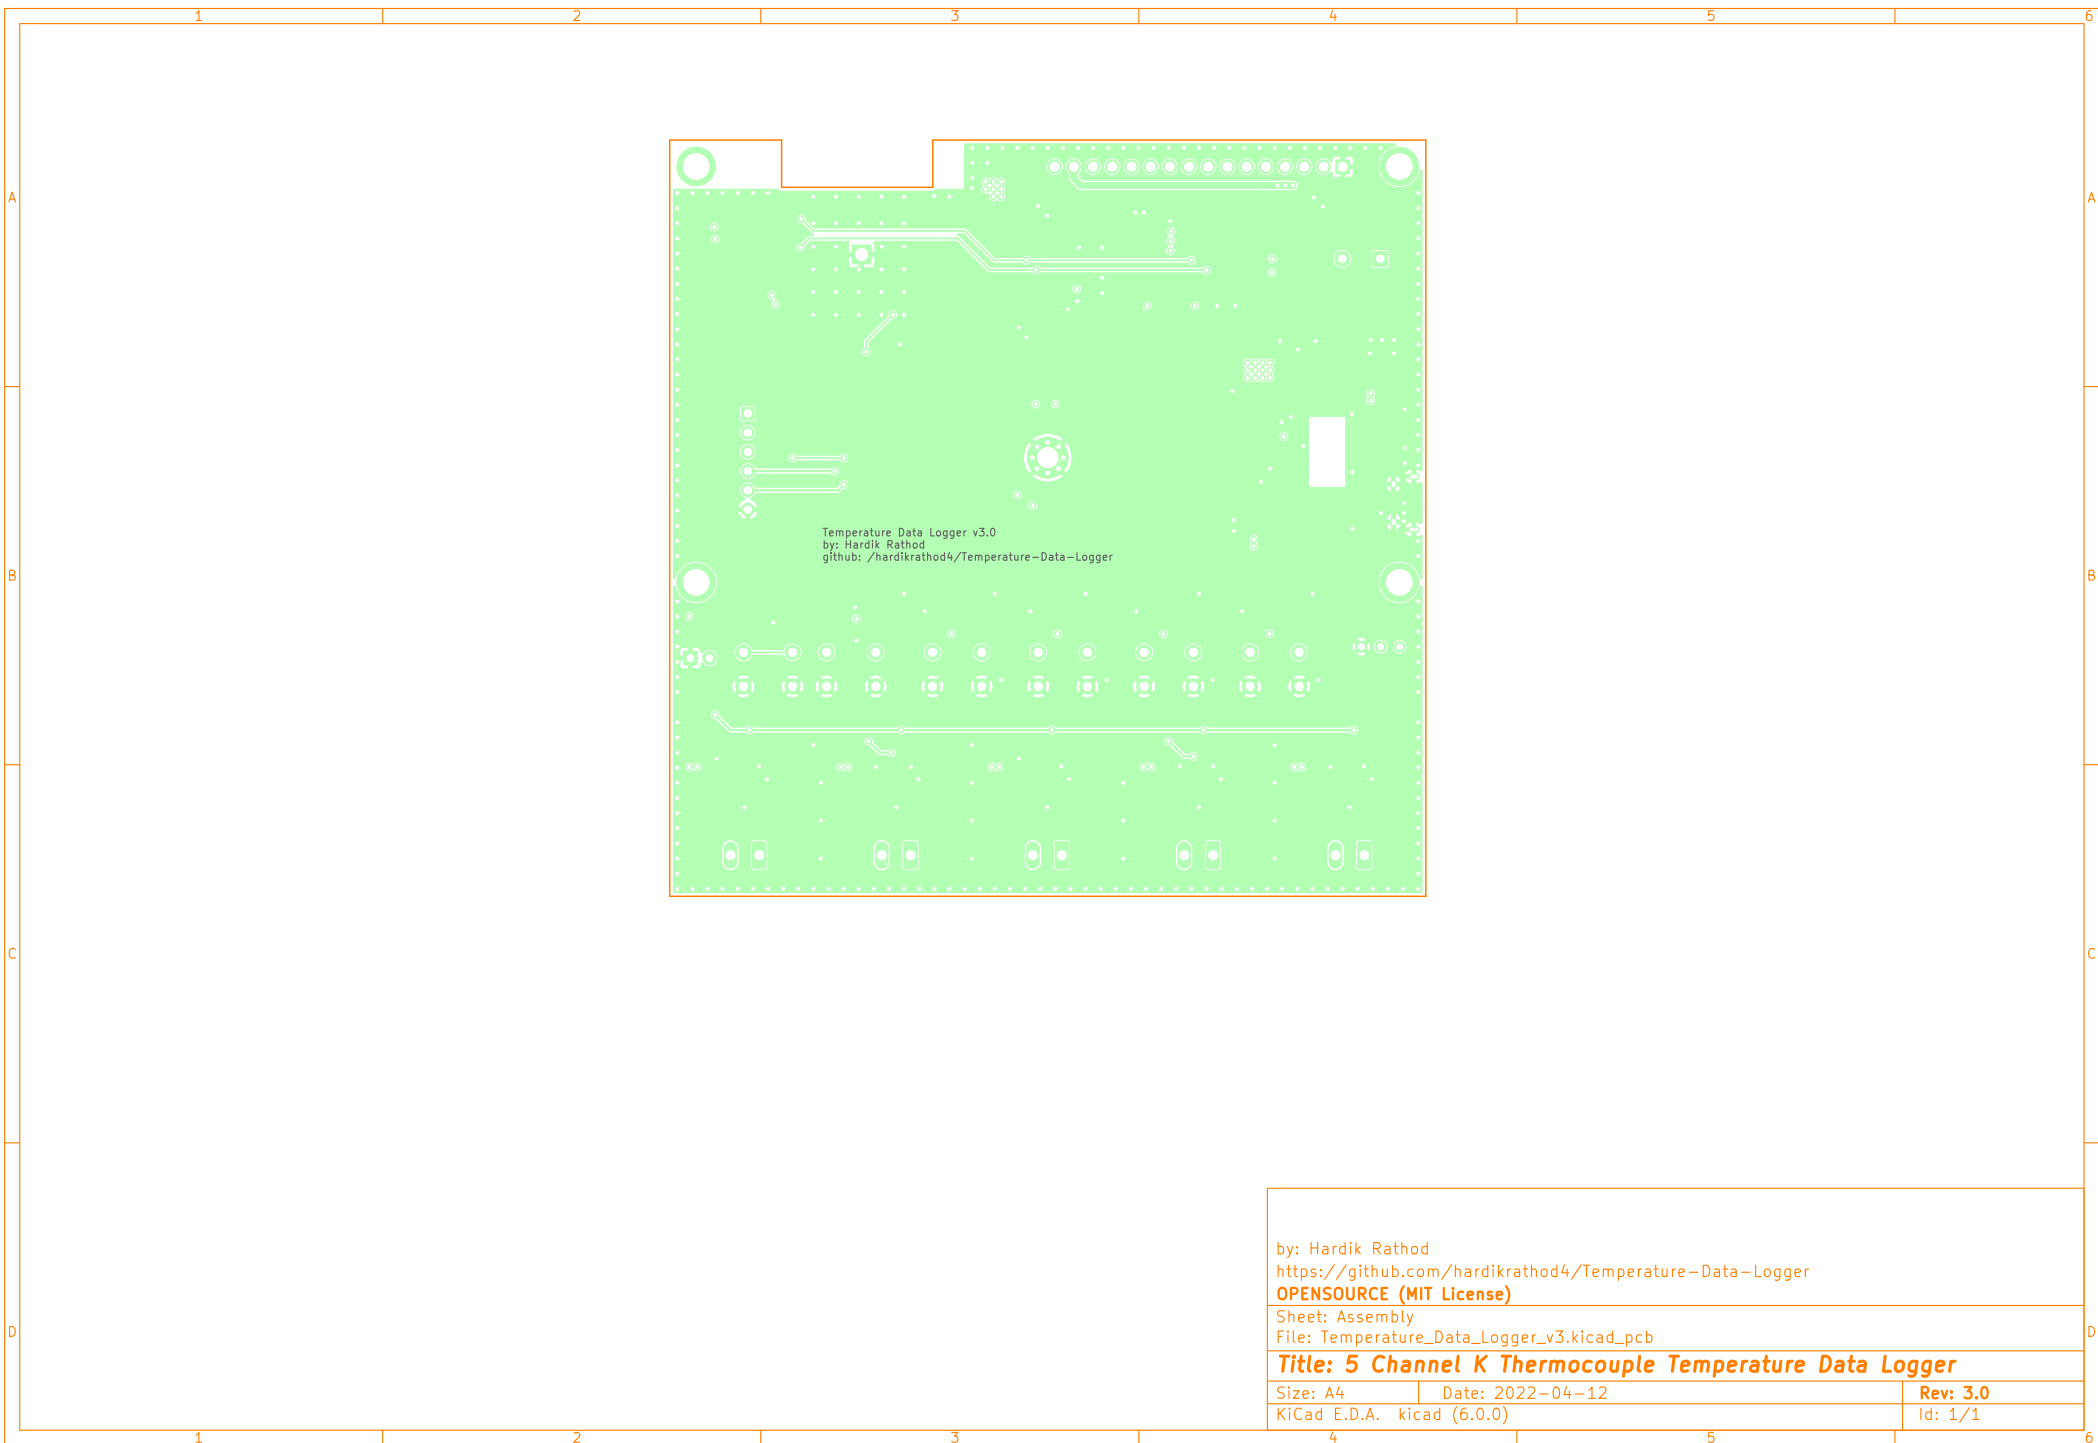 1 2 3 4 5 6
A A
Temperature Data Logger v3.0
by: Hardik Rathod
github: /hardikrathod4/Temperature-Data-Logger
B B
C C
by: Hardik Rathod
https://github.com/hardikrathod4/Temperature-Data-Logger
OPENSOURCE (MIT License)
Sheet: Assembly
D D
File: Temperature_Data_Logger_v3.kicad_pcb
Title: 5 Channel K Thermocouple Temperature Data Logger
Size: A4 Date: 2022-04-12 Rev: 3.0
KiCad E.D.A. kicad (6.0.0) Id: 1/1
1 2 3 4 5 6